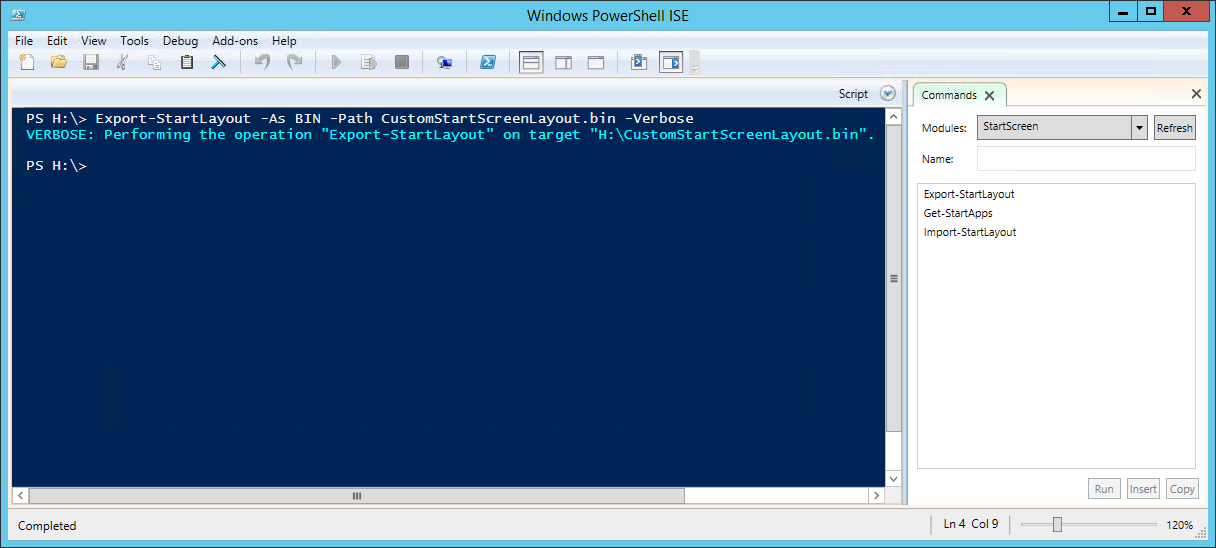 Windows PowerShell ISE
File Edit View Tools Debug Add-ons Help
Script
PS H:\> Export-StartLayout -As BIN -Path CustomStartScreenLayout.bin -Verbose
VERBOSE: Performing the operation "Export-StartLayout" on target "H:\CustomStartScreenLayout.bin".
PS H:\>
Commands
Modules: StartScreen Refresh
Name:
Export-StartLayout
Get-StartApps
Import-StartLayout
Run Insert Copy
Completed
Ln 4 Col 9
120%